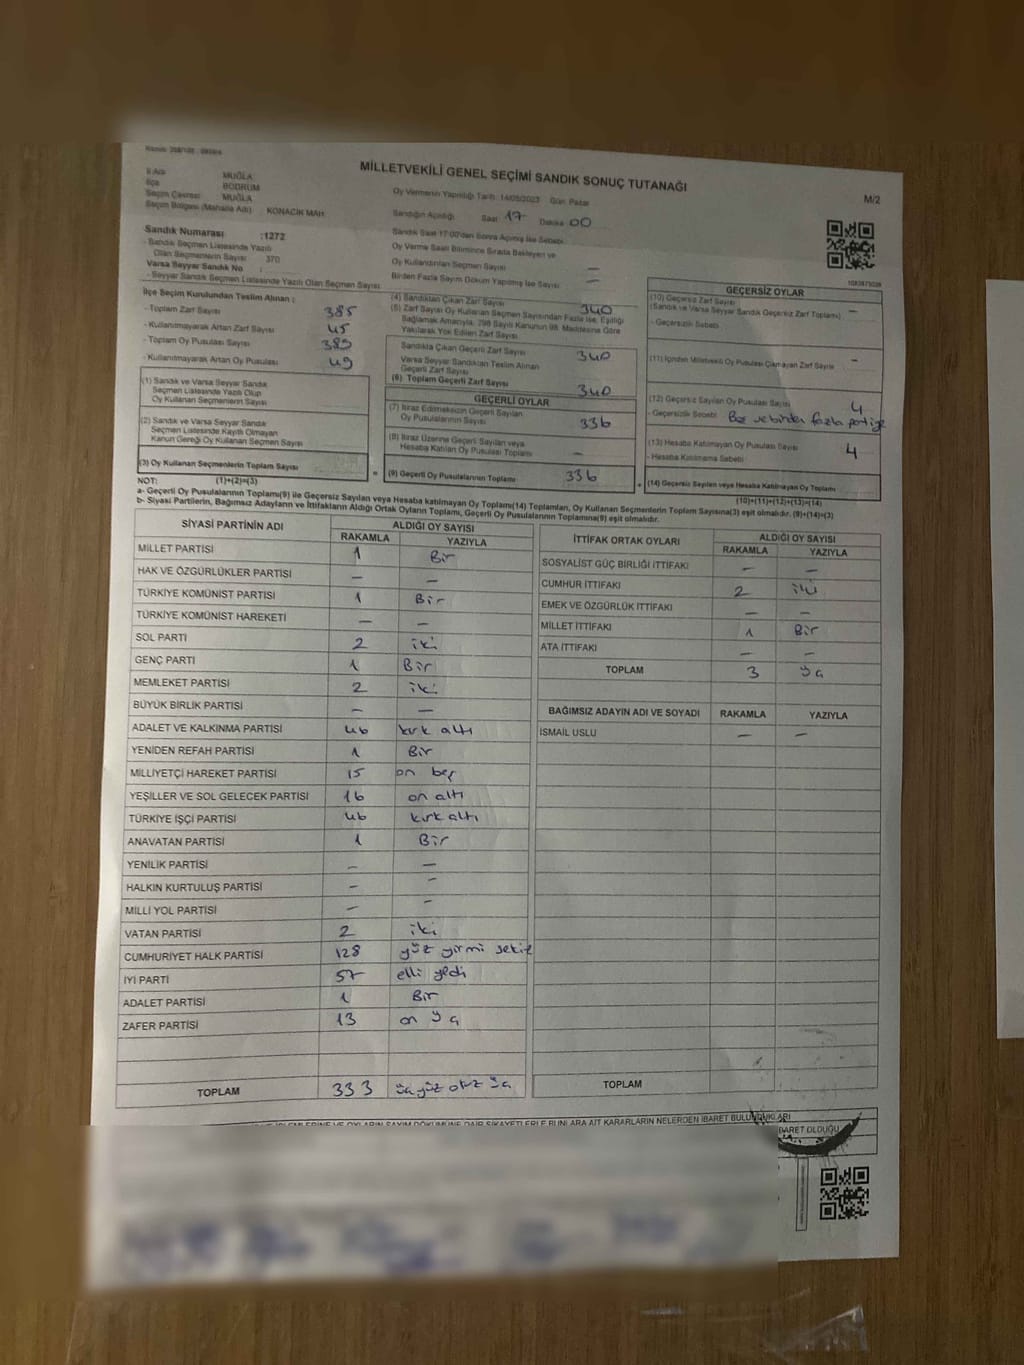 MİLLETVEKİLİ GENEL SEÇİMİ SANDIK SONUÇ TUTANAĞI
M/2
İl Adı MUĞLA
İlçe BODRUM
Seçim Çevresi MUĞLA
Seçim Bölgesi (Mahalle Adı) KONACIK MAH.
Oy Vermenin Yapıldığı Tarih: 14/05/2023 Gün: Pazar
Sandığın Açıldığı Saat 17 Dakika 00
Sandık Saat 17:00'den Sonra Açılmış İse Sebebi
Oy Verme Saati Bitiminde Sırada Bekleyen ve
Oy Kullandırılan Seçmen Sayısı —
Birden Fazla Sayım Döküm Yapılmış İse Sayısı —
Sandık Numarası :1272
- Sandık Seçmen Listesinde Yazılı
Olan Seçmenlerin Sayısı 370
Varsa Seyyar Sandık No :
- Seyyar Sandık Seçmen Listesinde Yazılı Olan Seçmen Sayısı
İlçe Seçim Kurulundan Teslim Alınan :
- Toplam Zarf Sayısı 385
- Kullanılmayarak Artan Zarf Sayısı 45
- Toplam Oy Pusulası Sayısı 389
- Kullanılmayarak Artan Oy Pusulası 49
(1) Sandık ve Varsa Seyyar Sandık
Seçmen Listesinde Yazılı Olup
Oy Kullanan Seçmenlerin Sayısı
(2) Sandık ve Varsa Seyyar Sandık
Seçmen Listesinde Kayıtlı Olmayan
Kanun Gereği Oy Kullanan Seçmen Sayısı
(3) Oy Kullanan Seçmenlerin Toplam Sayısı
(4) Sandıktan Çıkan Zarf Sayısı 340
(5) Zarf Sayısı Oy Kullanan Seçmen Sayısından Fazla İse, Eşitliği
Sağlamak Amacıyla, 298 Sayılı Kanunun 98. Maddesine Göre
Yakılarak Yok Edilen Zarf Sayısı
Sandıkta Çıkan Geçerli Zarf Sayısı 340
Varsa Seyyar Sandıktan Teslim Alınan
Geçerli Zarf Sayısı
(6) Toplam Geçerli Zarf Sayısı 340
GEÇERLİ OYLAR
(7) İtiraz Edilmeksizin Geçerli Sayılan
Oy Pusulalarının Sayısı 336
(8) İtiraz Üzerine Geçerli Sayılan veya
Hesaba Katılan Oy Pusulası Toplamı —
= (9) Geçerli Oy Pusulalarının Toplamı 336
GEÇERSİZ OYLAR
(10) Geçersiz Zarf Sayısı
(Sandık ve Varsa Seyyar Sandık Geçersiz Zarf Toplamı) —
- Geçersizlik Sebebi
(11) İçinden Milletvekili Oy Pusulası Çıkmayan Zarf Sayısı —
(12) Geçersiz Sayılan Oy Pusulası Sayısı 4
- Geçersizlik Sebebi Boş ve birden fazla partiye
(13) Hesaba Katılmayan Oy Pusulası Sayısı 4
- Hesaba Katılmama Sebebi
+ (14) Geçersiz Sayılan veya Hesaba Katılmayan Oy Toplamı
NOT: (1)+(2)=(3)
(10)+(11)+(12)+(13)=(14)
a- Geçerli Oy Pusulalarının Toplamı(9) ile Geçersiz Sayılan veya Hesaba katılmayan Oy Toplamı(14) Toplamları, Oy Kullanan Seçmenlerin Toplam Sayısına(3) eşit olmalıdır. (9)+(14)=(3)
b- Siyasi Partilerin, Bağımsız Adayların ve İttifakların Aldığı Ortak Oyların Toplamı, Geçerli Oy Pusulalarının Toplamına(9) eşit olmalıdır.
SİYASİ PARTİNİN ADI ALDIĞI OY SAYISI
RAKAMLA YAZIYLA
MİLLET PARTİSİ 1 Bir
HAK VE ÖZGÜRLÜKLER PARTİSİ — —
TÜRKİYE KOMÜNİST PARTİSİ 1 Bir
TÜRKİYE KOMÜNİST HAREKETİ — —
SOL PARTİ 2 iki
GENÇ PARTİ 1 Bir
MEMLEKET PARTİSİ 2 iki
BÜYÜK BİRLİK PARTİSİ — —
ADALET VE KALKINMA PARTİSİ 46 kırk altı
YENİDEN REFAH PARTİSİ 1 Bir
MİLLİYETÇİ HAREKET PARTİSİ 15 on beş
YEŞİLLER VE SOL GELECEK PARTİSİ 16 on altı
TÜRKİYE İŞÇİ PARTİSİ 46 kırk altı
ANAVATAN PARTİSİ 1 Bir
YENİLİK PARTİSİ — —
HALKIN KURTULUŞ PARTİSİ — —
MİLLİ YOL PARTİSİ — —
VATAN PARTİSİ 2 iki
CUMHURİYET HALK PARTİSİ 128 yüz yirmi sekiz
İYİ PARTİ 57 elli yedi
ADALET PARTİSİ 1 Bir
ZAFER PARTİSİ 13 on üç
TOPLAM 333 üçyüz otuz üç
İTTİFAK ORTAK OYLARI ALDIĞI OY SAYISI
RAKAMLA YAZIYLA
SOSYALİST GÜÇ BİRLİĞİ İTTİFAKI — —
CUMHUR İTTİFAKI 2 iki
EMEK VE ÖZGÜRLÜK İTTİFAKI — —
MİLLET İTTİFAKI 1 Bir
ATA İTTİFAKI — —
TOPLAM 3 üç
BAĞIMSIZ ADAYIN ADI VE SOYADI RAKAMLA YAZIYLA
İSMAİL USLU — —
TOPLAM